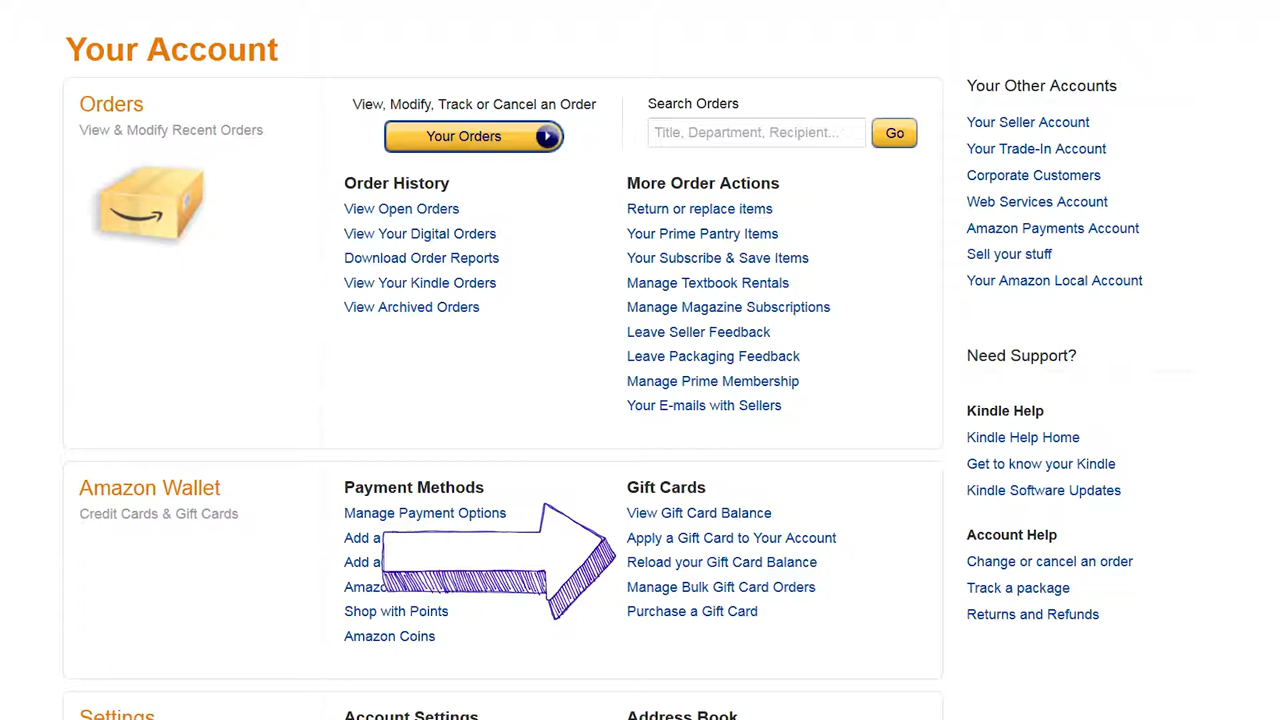 Your Account
Orders
View & Modify Recent Orders
View, Modify, Track or Cancel an Order
Your Orders
Search Orders
Title, Department, Recipient...
Go
Order History
View Open Orders
View Your Digital Orders
Download Order Reports
View Your Kindle Orders
View Archived Orders
More Order Actions
Return or replace items
Your Prime Pantry Items
Your Subscribe & Save Items
Manage Textbook Rentals
Manage Magazine Subscriptions
Leave Seller Feedback
Leave Packaging Feedback
Manage Prime Membership
Your E-mails with Sellers
Amazon Wallet
Credit Cards & Gift Cards
Payment Methods
Manage Payment Options
Add a
Add a
Shop with Points
Amazon Coins
Gift Cards
View Gift Card Balance
Apply a Gift Card to Your Account
Reload your Gift Card Balance
Manage Bulk Gift Card Orders
Purchase a Gift Card
Settings
Account Settings
Address Book
Your Other Accounts
Your Seller Account
Your Trade-In Account
Corporate Customers
Web Services Account
Amazon Payments Account
Sell your stuff
Your Amazon Local Account
Need Support?
Kindle Help
Kindle Help Home
Get to know your Kindle
Kindle Software Updates
Account Help
Change or cancel an order
Track a package
Returns and Refunds